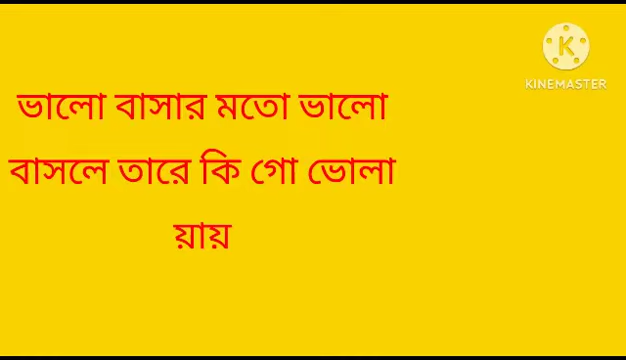 KINEMASTER
ভালো বাসার মতো ভালো
বাসলে তারে কি গো ভোলা
য়ায়